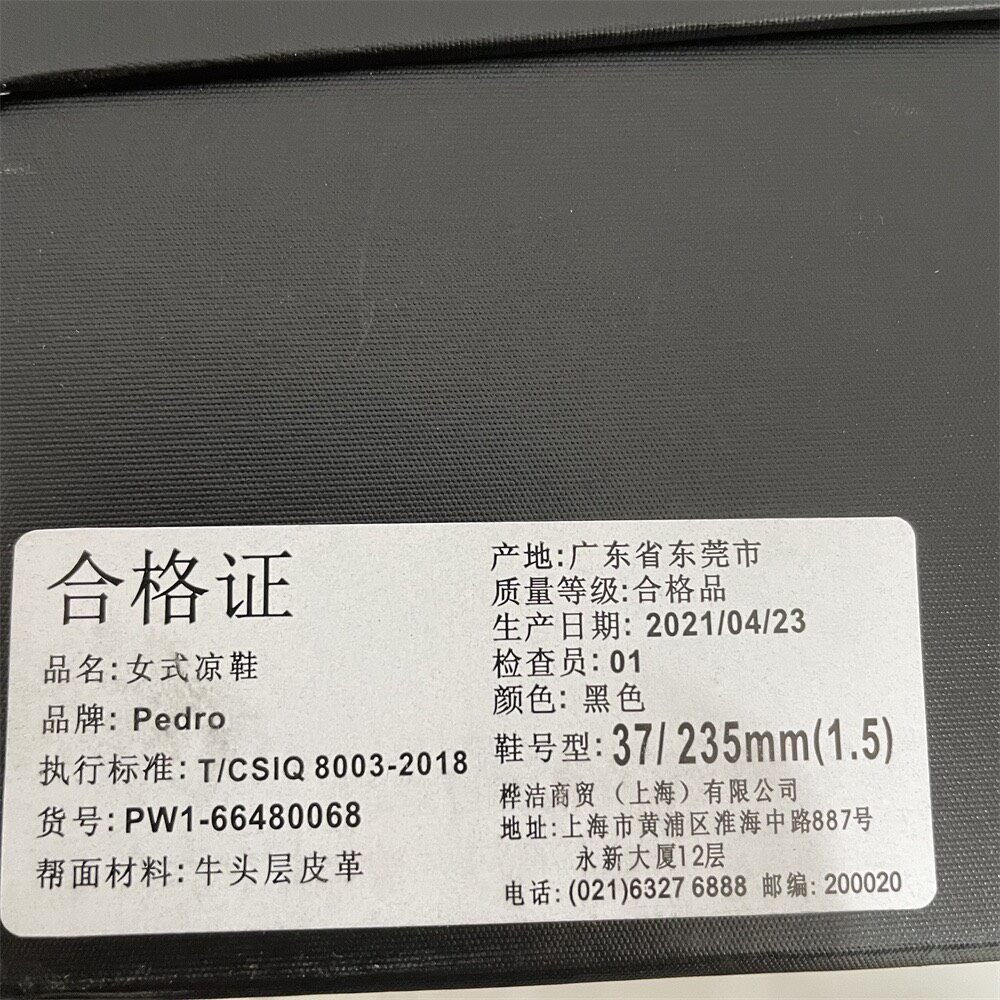 合格证
品名:女式凉鞋
品牌: Pedro
执行标准: T/CSIQ 8003-2018
货号: PW1-66480068
帮面材料:牛头层皮革
产地:广东省东莞市
质量等级:合格品
生产日期: 2021/04/23
检查员: 01
颜色: 黑色
鞋号型: 37/ 235mm(1.5)
桦洁商贸（上海）有限公司
地址:上海市黄浦区淮海中路887号
永新大厦12层
电话: (021)6327 6888 邮编: 200020